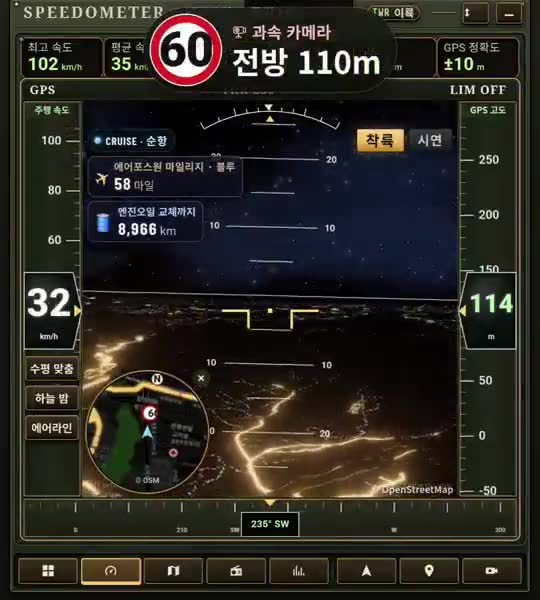 SPEEDOMETER
TWR 이륙
60
과속 카메라
전방 110m
최고 속도
102 km/h
평균 속
35 km/h
GPS 정확도
±10 m
GPS
LIM OFF
주행 속도
GPS 고도
CRUISE · 순항
착륙
시연
에어포스원 마일리지 · 블루
58 마일
엔진오일 교체까지
8,966 km
100
80
60
32
km/h
20
20
10
10
10
10
20
250
200
150
114
m
50
0
-50
수평 맞춤
하늘 밤
에어라인
N
×
© OSM
© OpenStreetMap
S
210
SW
235° SW
W
300